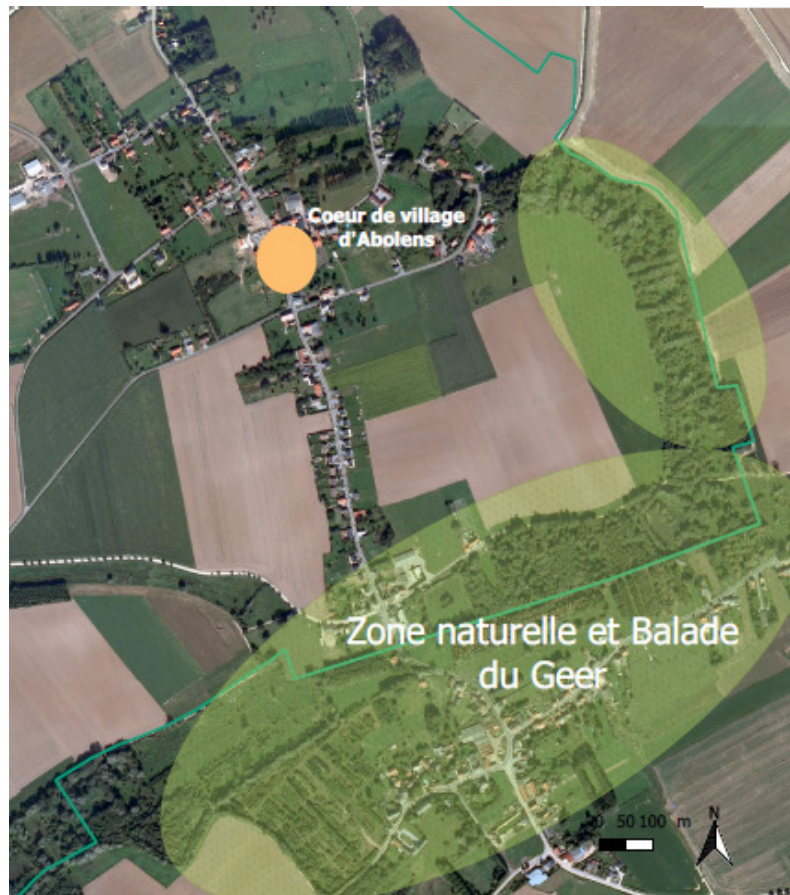 Coeur de village
d'Abolens
Zone naturelle et Balade
du Geer
0 50 100 m
N